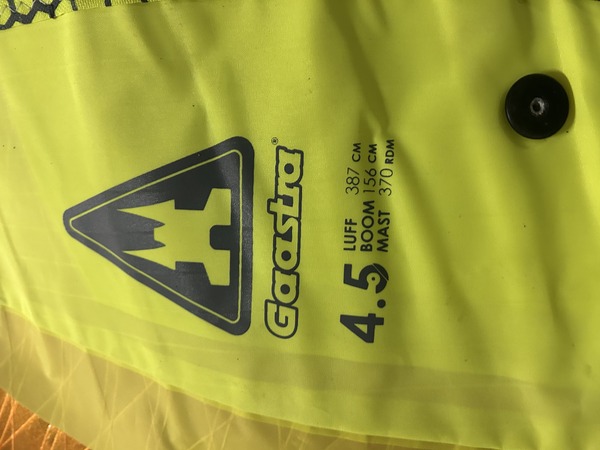 Gaastra®
4.5
LUFF 387 CM
BOOM 156 CM
MAST 370 RDM